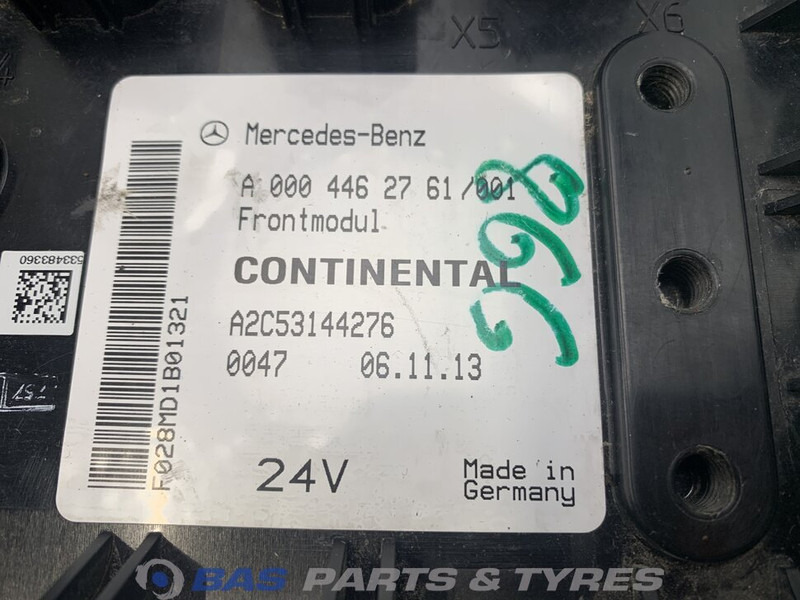 X5
X6
4
Mercedes-Benz
A 000 446 27 61/001
Frontmodul
CONTINENTAL
A2C53144276
0047 06.11.13
24V
Made in
Germany
F028MD1B01321
533483360
BAS PARTS & TYRES